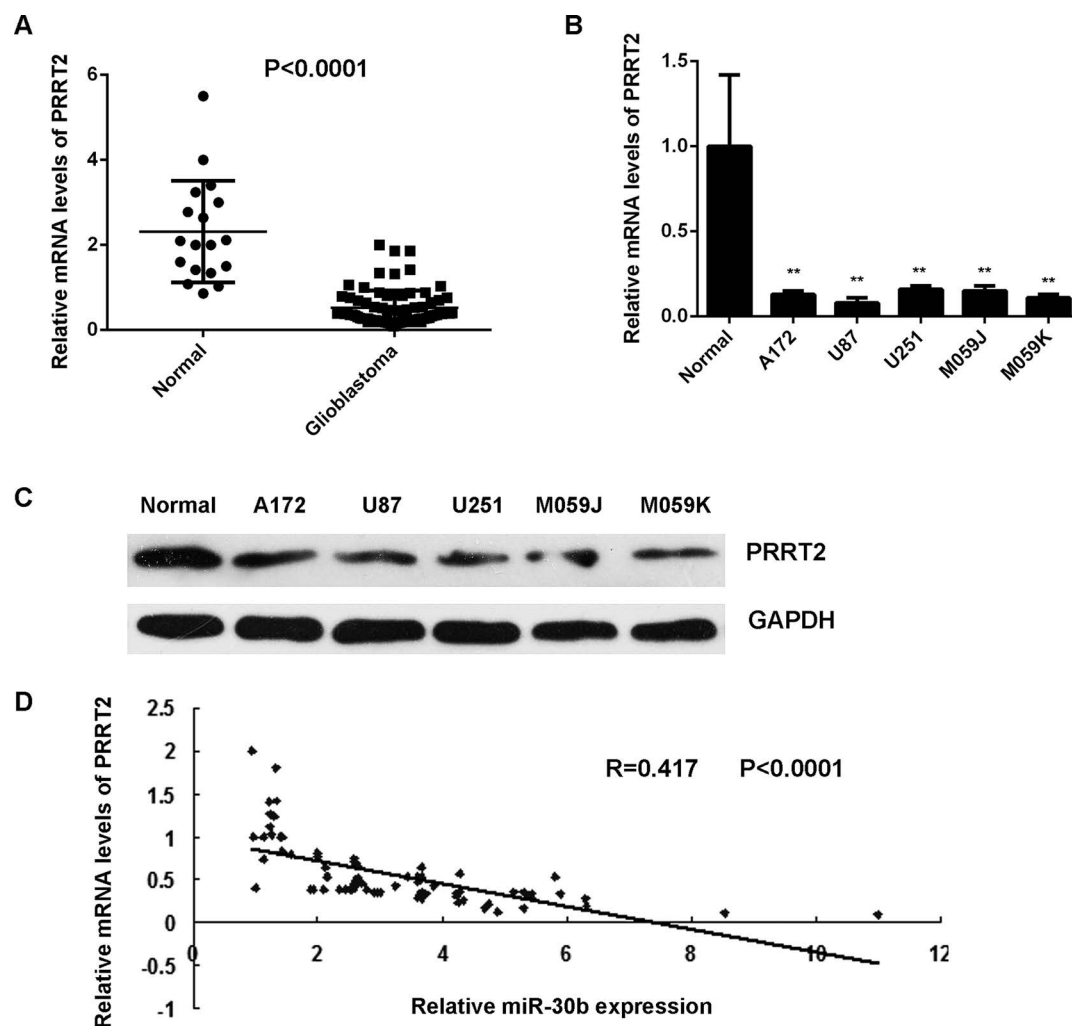 A
Relative mRNA levels of PRRT2
P<0.0001
6
4
2
0
Normal
Glioblastoma
B
Relative mRNA levels of PRRT2
1.5
1.0
0.5
0.0
**
**
**
**
**
Normal
A172
U87
U251
M059J
M059K
C
Normal A172 U87 U251 M059J M059K
PRRT2
GAPDH
D
Relative mRNA levels of PRRT2
2.5
2
1.5
1
0.5
0
-0.5
-1
R=0.417 P<0.0001
0 2 4 6 8 10 12
Relative miR-30b expression